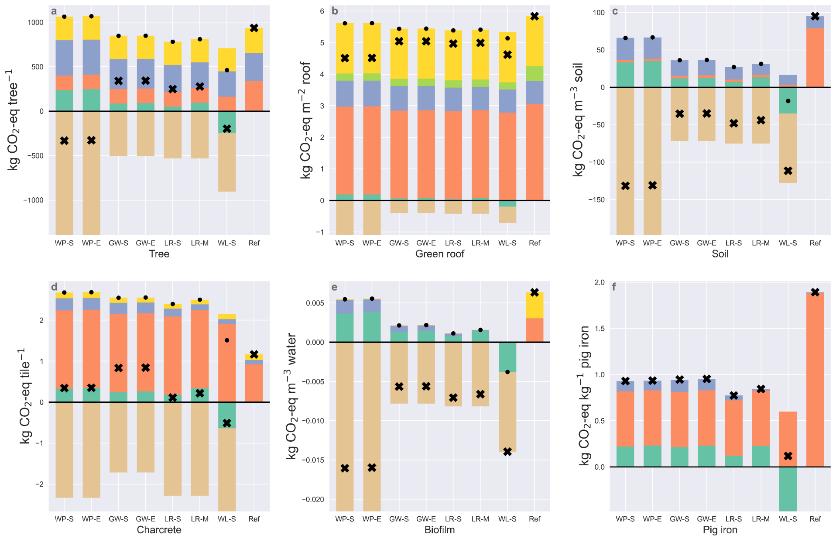 a
kg CO2-eq tree−1
1000
500
0
−500
−1000
WP-S WP-E GW-S GW-E LR-S LR-M WL-S Ref
Tree
b
kg CO2-eq m−2 roof
6
5
4
3
2
1
0
−1
WP-S WP-E GW-S GW-E LR-S LR-M WL-S Ref
Green roof
c
kg CO2-eq m−3 soil
100
50
0
−50
−100
−150
WP-S WP-E GW-S GW-E LR-S LR-M WL-S Ref
Soil
d
kg CO2-eq tile−1
2
1
0
−1
−2
WP-S WP-E GW-S GW-E LR-S LR-M WL-S Ref
Charcrete
e
kg CO2-eq m−3 water
0.005
0.000
−0.005
−0.010
−0.015
−0.020
WP-S WP-E GW-S GW-E LR-S LR-M WL-S Ref
Biofilm
f
kg CO2-eq kg−1 pig iron
2.0
1.5
1.0
0.5
0.0
WP-S WP-E GW-S GW-E LR-S LR-M WL-S Ref
Pig iron